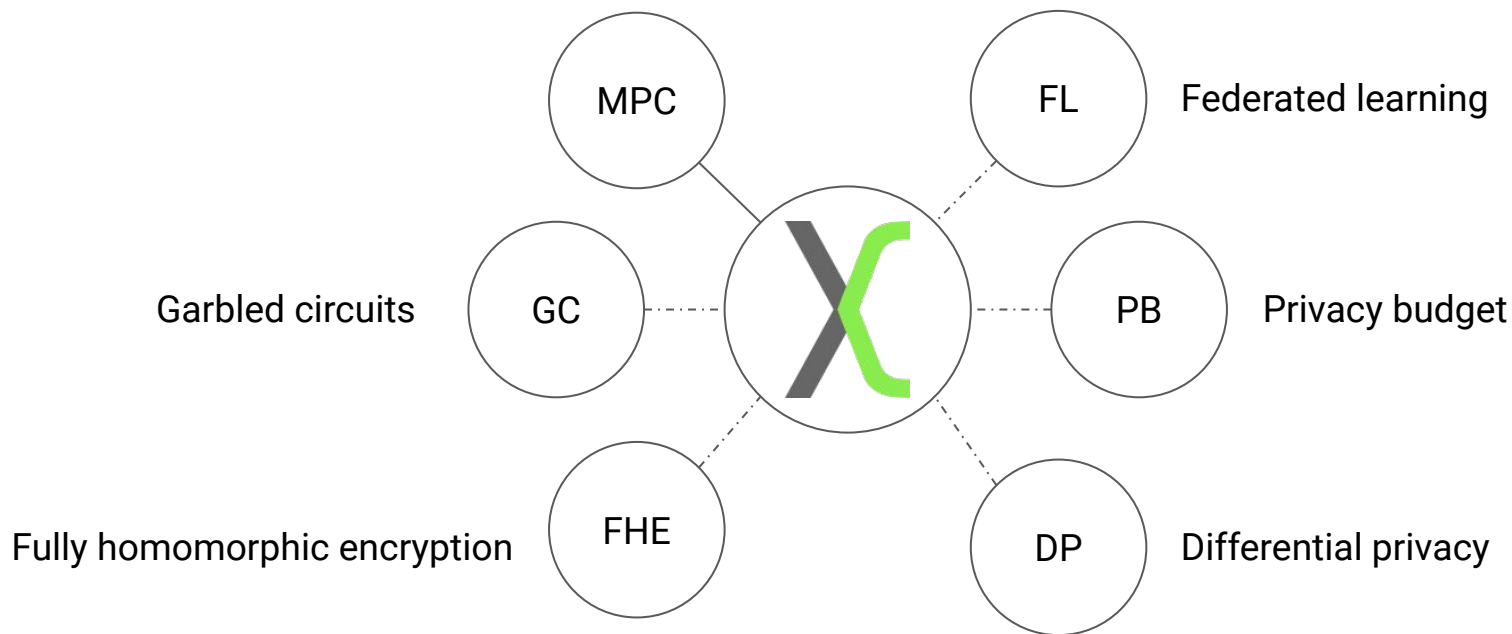 MPC
FL Federated learning
Garbled circuits GC
PB Privacy budget
Fully homomorphic encryption FHE
DP Differential privacy